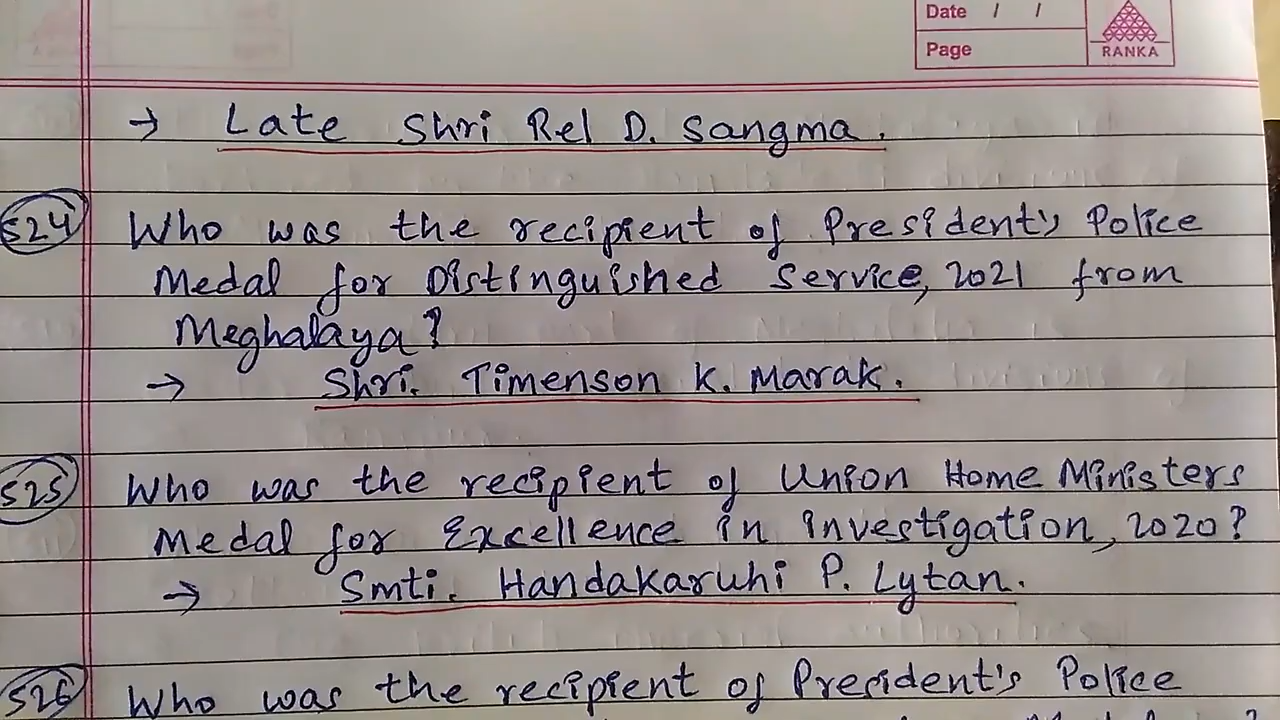 Date / /
Page
RANKA
→ Late Shri Rel D. Sangma.
524 Who was the recipient of President's Police
Medal for Distinguished Service, 2021 from
Meghalaya?
→ Shri. Timenson K. Marak.
525 Who was the recipient of Union Home Ministers
Medal for Excellence in investigation, 2020?
→ Smti. Handakaruhi P. Lytan.
526 Who was the recipient of President's Police